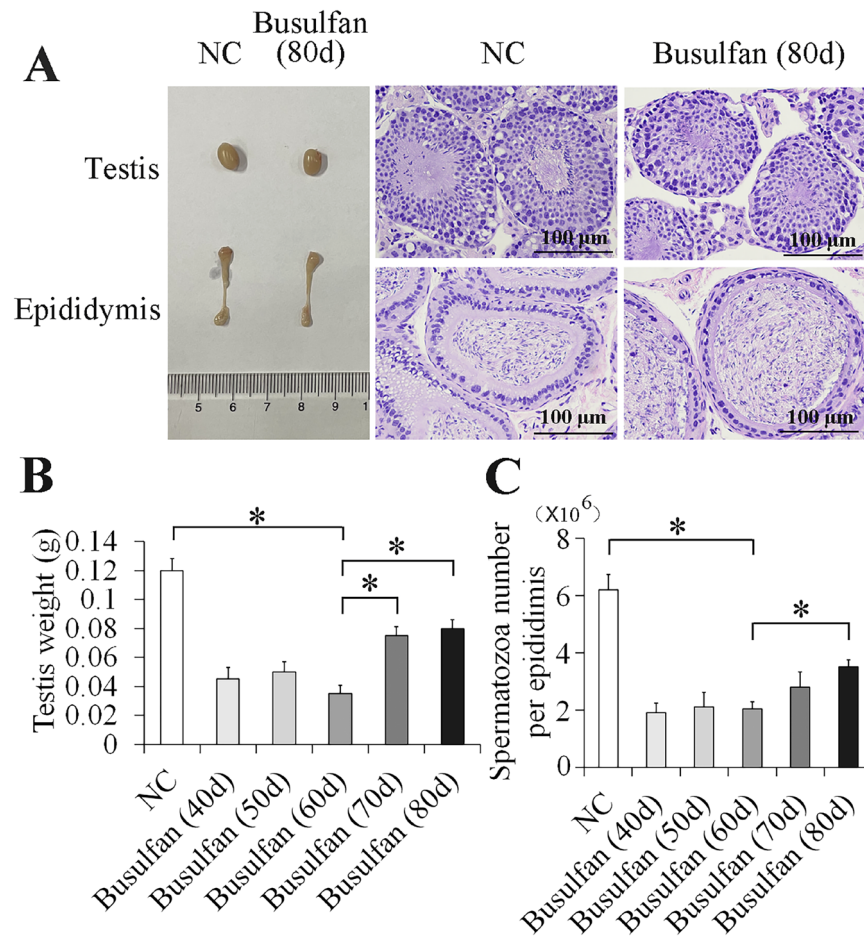 A
NC
Busulfan
(80d)
NC
Busulfan (80d)
Testis
Epididymis
100 μm
100 μm
100 μm
100 μm
5 6 7 8 9 1
B
Testis weight (g)
0.14
0.12
0.1
0.08
0.06
0.04
0.02
0
*
*
*
NC
Busulfan (40d)
Busulfan (50d)
Busulfan (60d)
Busulfan (70d)
Busulfan (80d)
C
(X10⁶)
Spermatozoa number
per epididimis
8
6
4
2
0
*
*
NC
Busulfan (40d)
Busulfan (50d)
Busulfan (60d)
Busulfan (70d)
Busulfan (80d)